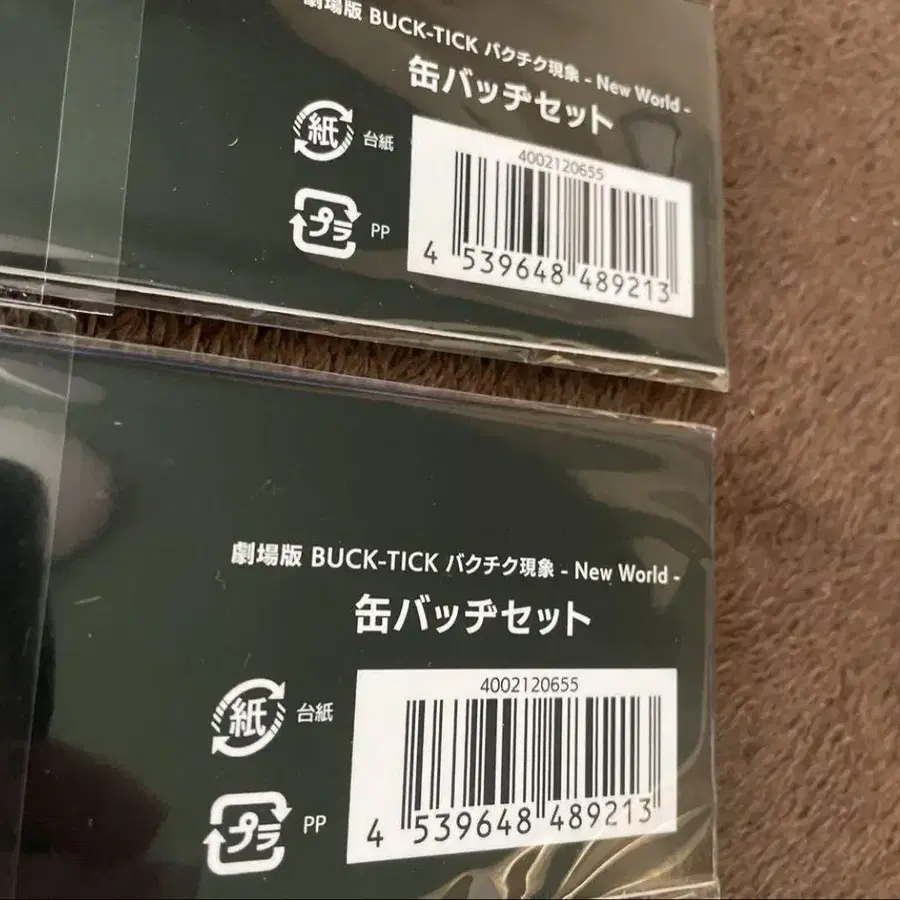 劇場版 BUCK-TICK バクチク現象 - New World -
缶バッヂセット
紙 台紙
4002120655
プラ PP
4 539648 489213
劇場版 BUCK-TICK バクチク現象 - New World -
缶バッヂセット
4002120655
紙 台紙
プラ PP
4 539648 489213